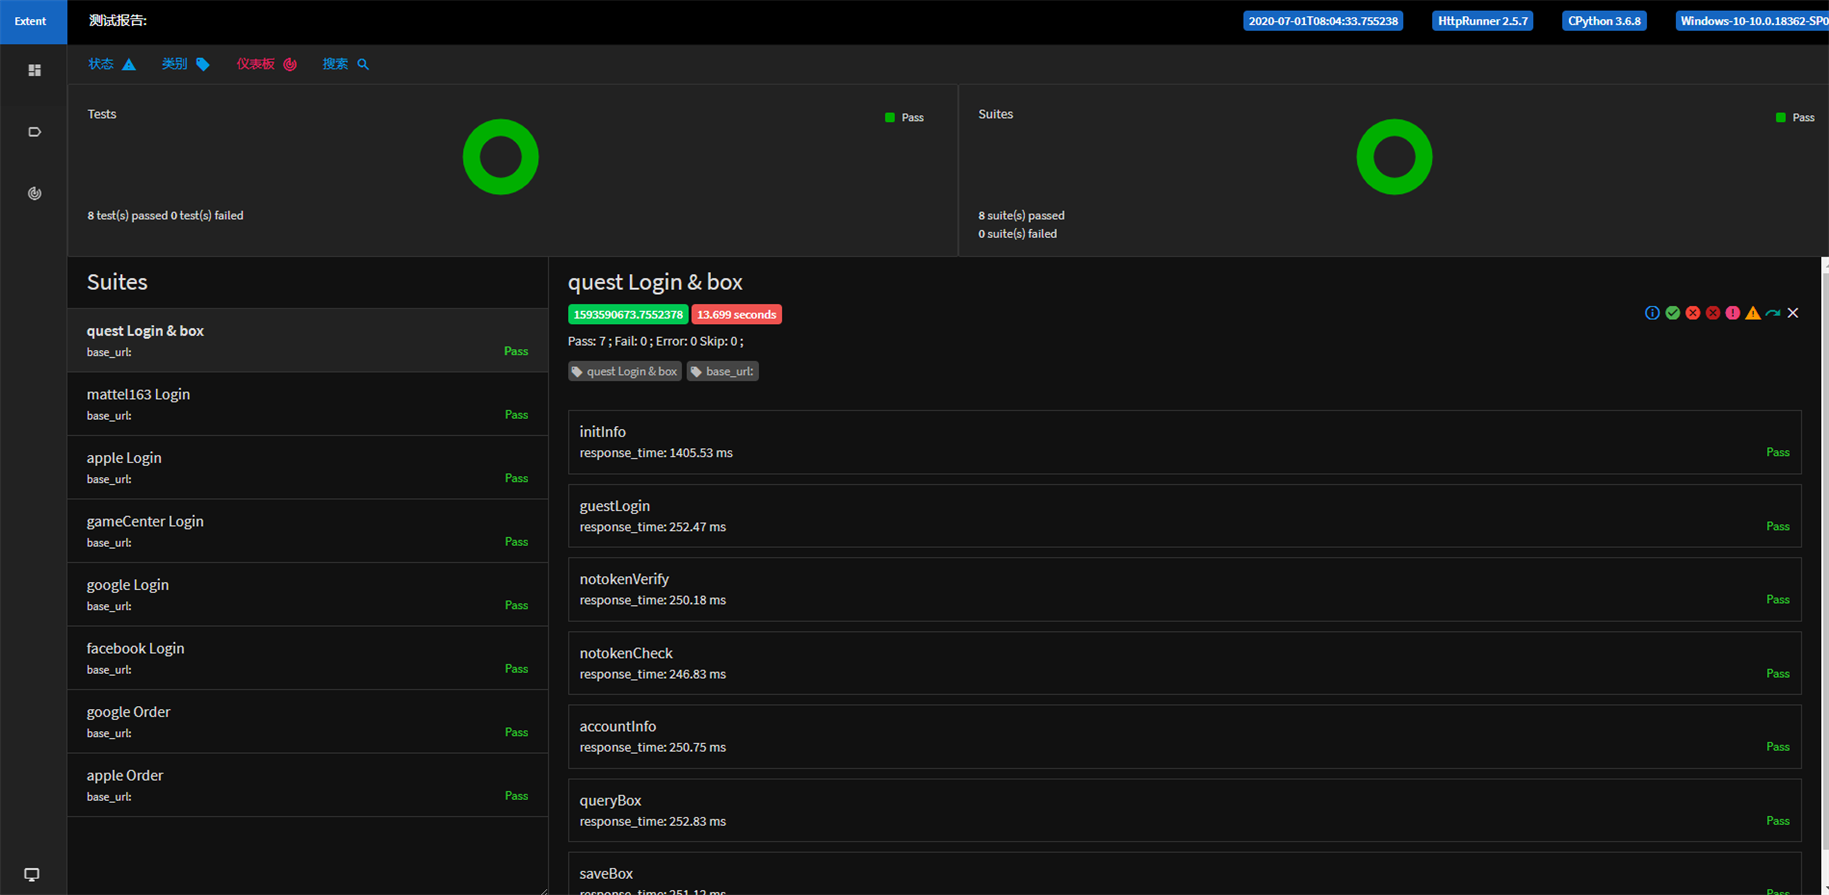 Extent
测试报告:
2020-07-01T08:04:33.755238
HttpRunner 2.5.7
CPython 3.6.8
Windows-10-10.0.18362-SP0
状态
类别
仪表板
搜索
Tests
Pass
8 test(s) passed 0 test(s) failed
Suites
Pass
8 suite(s) passed
0 suite(s) failed
Suites
quest Login & box
base_url:
Pass
mattel163 Login
base_url:
Pass
apple Login
base_url:
Pass
gameCenter Login
base_url:
Pass
google Login
base_url:
Pass
facebook Login
base_url:
Pass
google Order
base_url:
Pass
apple Order
base_url:
Pass
quest Login & box
1593590673.7552378 13.699 seconds
Pass: 7 ; Fail: 0 ; Error: 0 Skip: 0 ;
quest Login & box base_url:
initInfo
response_time: 1405.53 ms
Pass
guestLogin
response_time: 252.47 ms
Pass
notokenVerify
response_time: 250.18 ms
Pass
notokenCheck
response_time: 246.83 ms
Pass
accountInfo
response_time: 250.75 ms
Pass
queryBox
response_time: 252.83 ms
Pass
saveBox
response_time: 251.12 ms
Pass